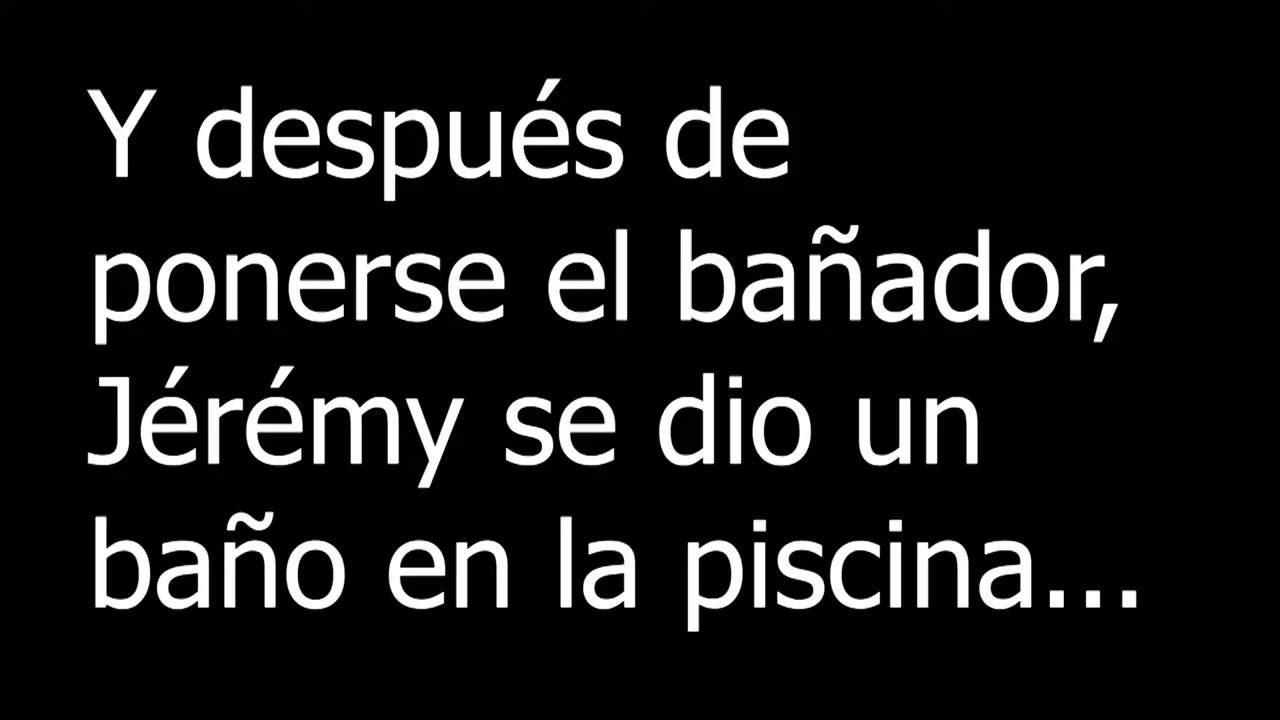 Y después de
ponerse el bañador,
Jérémy se dio un
baño en la piscina...